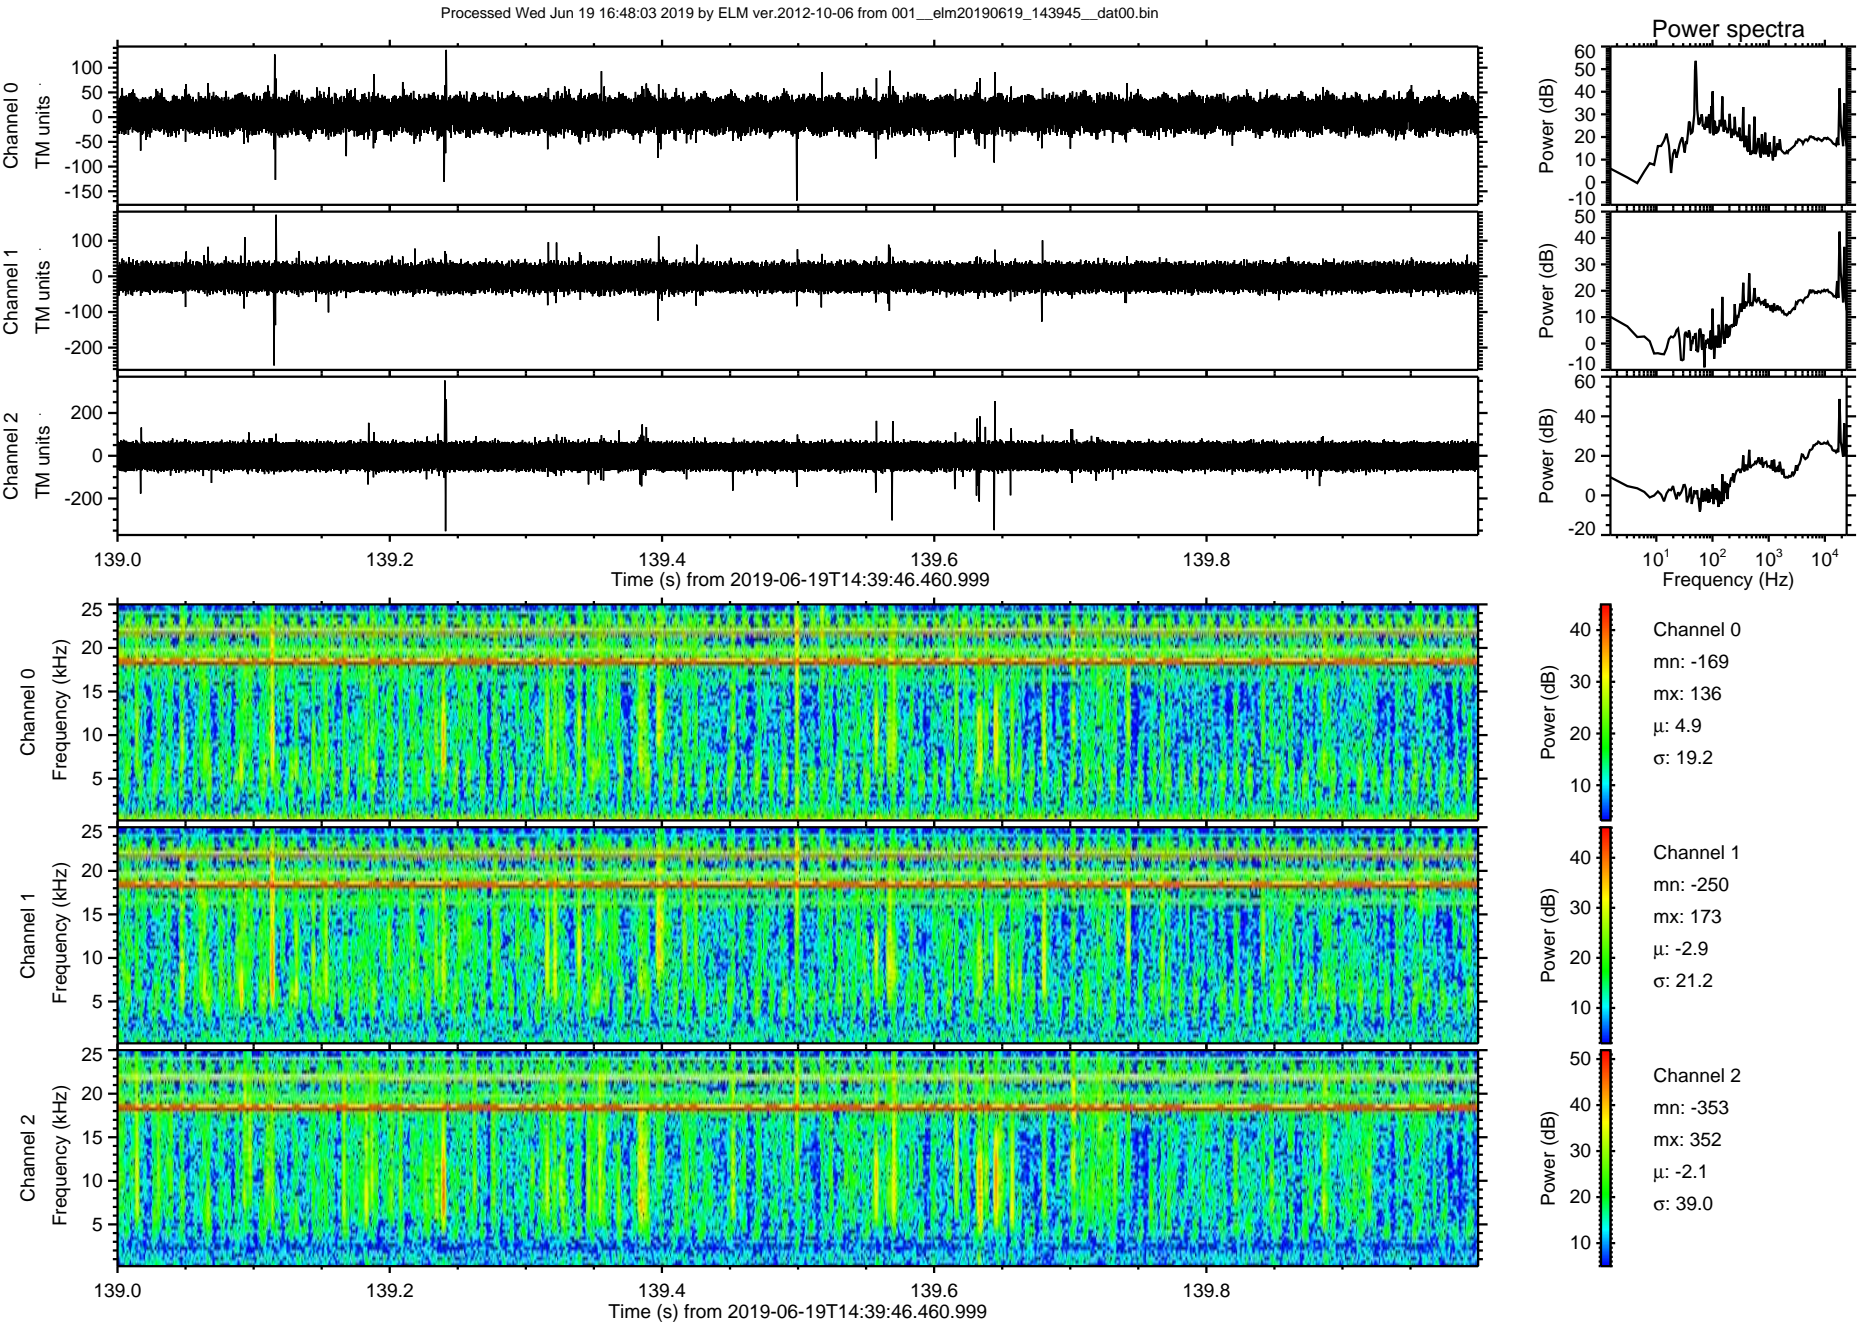 Processed Wed Jun 19 16:48:03 2019 by ELM ver.2012-10-06 from 001__elm20190619_143945__dat00.bin
Power spectra
Channel 0
TM units
100
50
0
-50
-100
-150
Power (dB)
60
50
40
30
20
10
0
-10
Channel 1
TM units
100
0
-100
-200
Power (dB)
50
40
30
20
10
0
-10
Channel 2
TM units
200
0
-200
Power (dB)
60
40
20
0
-20
139.0 139.2 139.4 139.6 139.8
Time (s) from 2019-06-19T14:39:46.460.999
10^1 10^2 10^3 10^4
Frequency (Hz)
Channel 0
Frequency (kHz)
25
20
15
10
5
Power (dB)
40
30
20
10
Channel 0
mn: -169
mx: 136
μ: 4.9
σ: 19.2
Channel 1
Frequency (kHz)
25
20
15
10
5
Power (dB)
40
30
20
10
Channel 1
mn: -250
mx: 173
μ: -2.9
σ: 21.2
Channel 2
Frequency (kHz)
25
20
15
10
5
Power (dB)
50
40
30
20
10
Channel 2
mn: -353
mx: 352
μ: -2.1
σ: 39.0
139.0 139.2 139.4 139.6 139.8
Time (s) from 2019-06-19T14:39:46.460.999